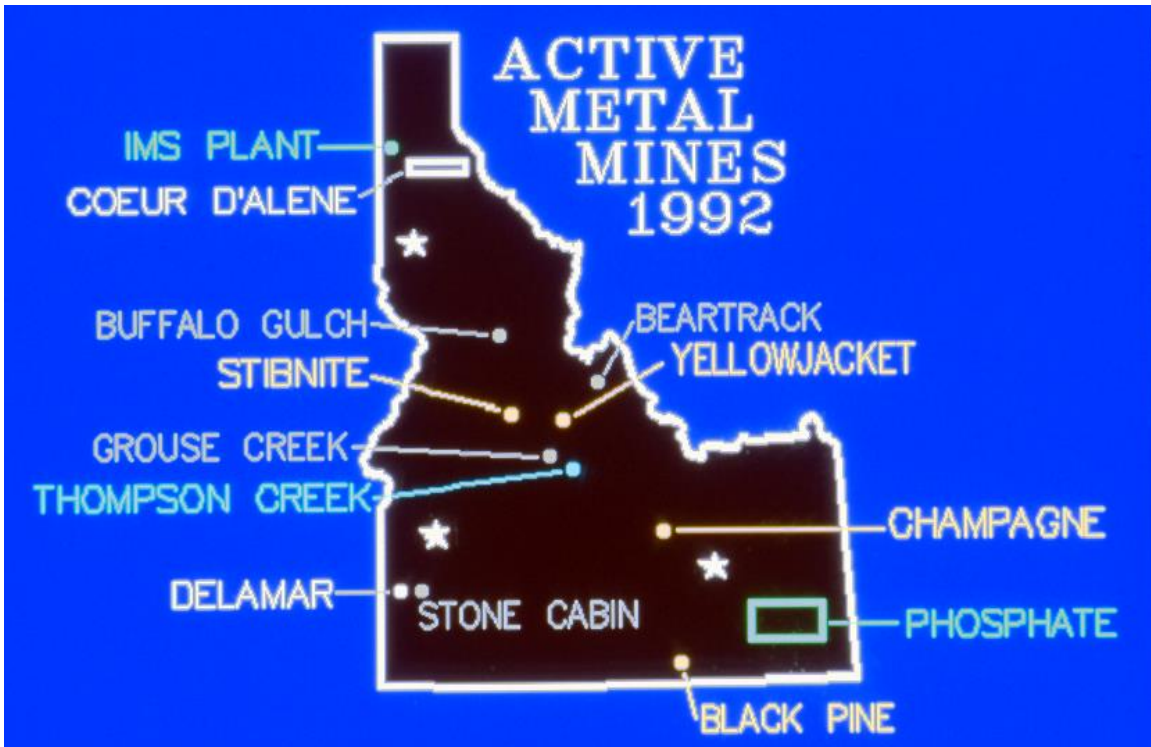 ACTIVE
METAL
MINES
1992
IMS PLANT
COEUR D'ALENE
BUFFALO GULCH
BEARTRACK
STIBNITE
YELLOWJACKET
GROUSE CREEK
THOMPSON CREEK
CHAMPAGNE
DELAMAR
STONE CABIN
PHOSPHATE
BLACK PINE